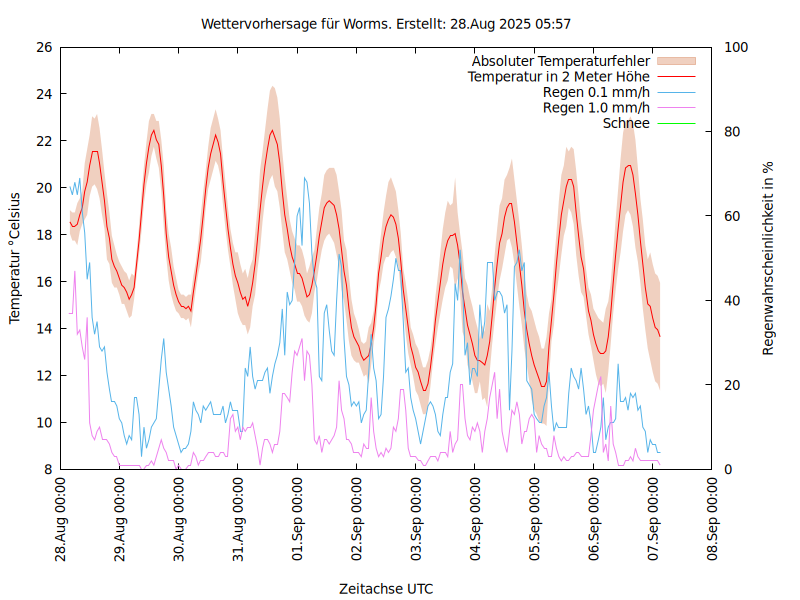 Wettervorhersage für Worms. Erstellt: 28.Aug 2025 05:57
26
24
22
20
18
16
14
12
10
8
Temperatur °Celsius
100
80
60
40
20
0
Regenwahrscheinlichkeit in %
Absoluter Temperaturfehler
Temperatur in 2 Meter Höhe
Regen 0.1 mm/h
Regen 1.0 mm/h
Schnee
28.Aug 00:00
29.Aug 00:00
30.Aug 00:00
31.Aug 00:00
01.Sep 00:00
02.Sep 00:00
03.Sep 00:00
04.Sep 00:00
05.Sep 00:00
06.Sep 00:00
07.Sep 00:00
08.Sep 00:00
Zeitachse UTC